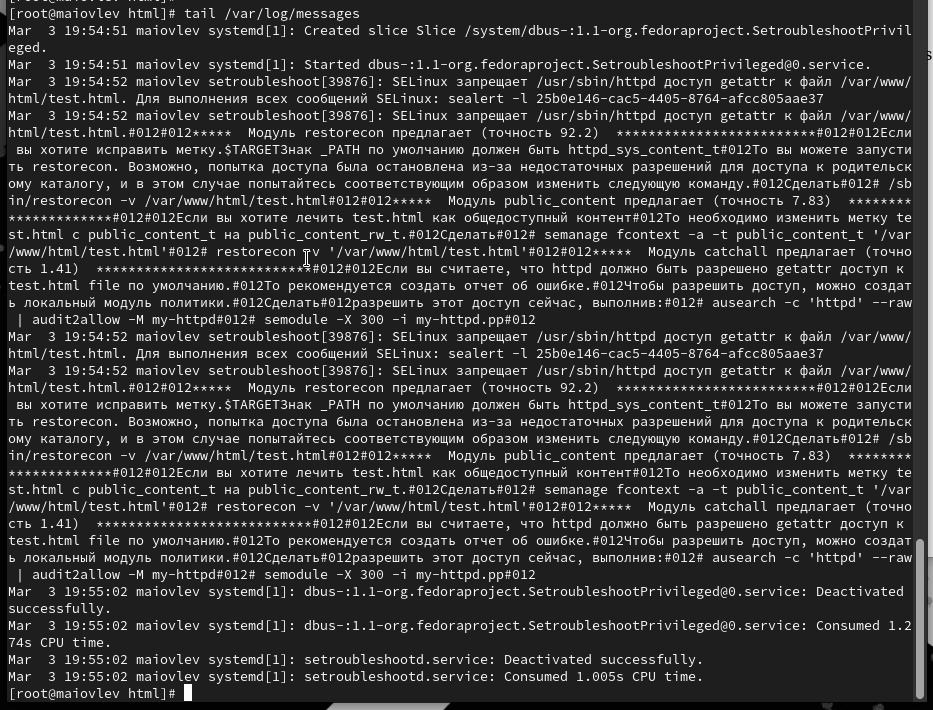 [root@maiovlev html]# tail /var/log/messages
Mar  3 19:54:51 maiovlev systemd[1]: Created slice Slice /system/dbus-:1.1-org.fedoraproject.SetroubleshootPrivil
eged.
Mar  3 19:54:51 maiovlev systemd[1]: Started dbus-:1.1-org.fedoraproject.SetroubleshootPrivileged@0.service.
Mar  3 19:54:52 maiovlev setroubleshoot[39876]: SELinux запрещает /usr/sbin/httpd доступ getattr к файл /var/www/
html/test.html. Для выполнения всех сообщений SELinux: sealert -l 25b0e146-cac5-4405-8764-afcc805aae37
Mar  3 19:54:52 maiovlev setroubleshoot[39876]: SELinux запрещает /usr/sbin/httpd доступ getattr к файл /var/www/
html/test.html.#012#012*****  Модуль restorecon предлагает (точность 92.2)  *************************#012#012Если
 вы хотите исправить метку.$TARGETЗнак _PATH по умолчанию должен быть httpd_sys_content_t#012То вы можете запусти
ть restorecon. Возможно, попытка доступа была остановлена из-за недостаточных разрешений для доступа к родительск
ому каталогу, и в этом случае попытайтесь соответствующим образом изменить следующую команду.#012Сделать#012# /sb
in/restorecon -v /var/www/html/test.html#012#012*****  Модуль public_content предлагает (точность 7.83)  ********
**************#012#012Если вы хотите лечить test.html как общедоступный контент#012То необходимо изменить метку te
st.html с public_content_t на public_content_rw_t.#012Сделать#012# semanage fcontext -a -t public_content_t '/var
/www/html/test.html'#012# restorecon -v '/var/www/html/test.html'#012#012*****  Модуль catchall предлагает (точно
сть 1.41)  **************************#012#012Если вы считаете, что httpd должно быть разрешено getattr доступ к
test.html file по умолчанию.#012То рекомендуется создать отчет об ошибке.#012Чтобы разрешить доступ, можно создат
ь локальный модуль политики.#012Сделать#012разрешить этот доступ сейчас, выполнив:#012# ausearch -c 'httpd' --raw
 | audit2allow -M my-httpd#012# semodule -X 300 -i my-httpd.pp#012
Mar  3 19:54:52 maiovlev setroubleshoot[39876]: SELinux запрещает /usr/sbin/httpd доступ getattr к файл /var/www/
html/test.html. Для выполнения всех сообщений SELinux: sealert -l 25b0e146-cac5-4405-8764-afcc805aae37
Mar  3 19:54:52 maiovlev setroubleshoot[39876]: SELinux запрещает /usr/sbin/httpd доступ getattr к файл /var/www/
html/test.html.#012#012*****  Модуль restorecon предлагает (точность 92.2)  *************************#012#012Если
 вы хотите исправить метку.$TARGETЗнак _PATH по умолчанию должен быть httpd_sys_content_t#012То вы можете запусти
ть restorecon. Возможно, попытка доступа была остановлена из-за недостаточных разрешений для доступа к родительск
ому каталогу, и в этом случае попытайтесь соответствующим образом изменить следующую команду.#012Сделать#012# /sb
in/restorecon -v /var/www/html/test.html#012#012*****  Модуль public_content предлагает (точность 7.83)  ********
**************#012#012Если вы хотите лечить test.html как общедоступный контент#012То необходимо изменить метку te
st.html с public_content_t на public_content_rw_t.#012Сделать#012# semanage fcontext -a -t public_content_t '/var
/www/html/test.html'#012# restorecon -v '/var/www/html/test.html'#012#012*****  Модуль catchall предлагает (точно
сть 1.41)  **************************#012#012Если вы считаете, что httpd должно быть разрешено getattr доступ к
test.html file по умолчанию.#012То рекомендуется создать отчет об ошибке.#012Чтобы разрешить доступ, можно создат
ь локальный модуль политики.#012Сделать#012разрешить этот доступ сейчас, выполнив:#012# ausearch -c 'httpd' --raw
 | audit2allow -M my-httpd#012# semodule -X 300 -i my-httpd.pp#012
Mar  3 19:55:02 maiovlev systemd[1]: dbus-:1.1-org.fedoraproject.SetroubleshootPrivileged@0.service: Deactivated
successfully.
Mar  3 19:55:02 maiovlev systemd[1]: dbus-:1.1-org.fedoraproject.SetroubleshootPrivileged@0.service: Consumed 1.2
74s CPU time.
Mar  3 19:55:02 maiovlev systemd[1]: setroubleshootd.service: Deactivated successfully.
Mar  3 19:55:02 maiovlev systemd[1]: setroubleshootd.service: Consumed 1.005s CPU time.
[root@maiovlev html]#